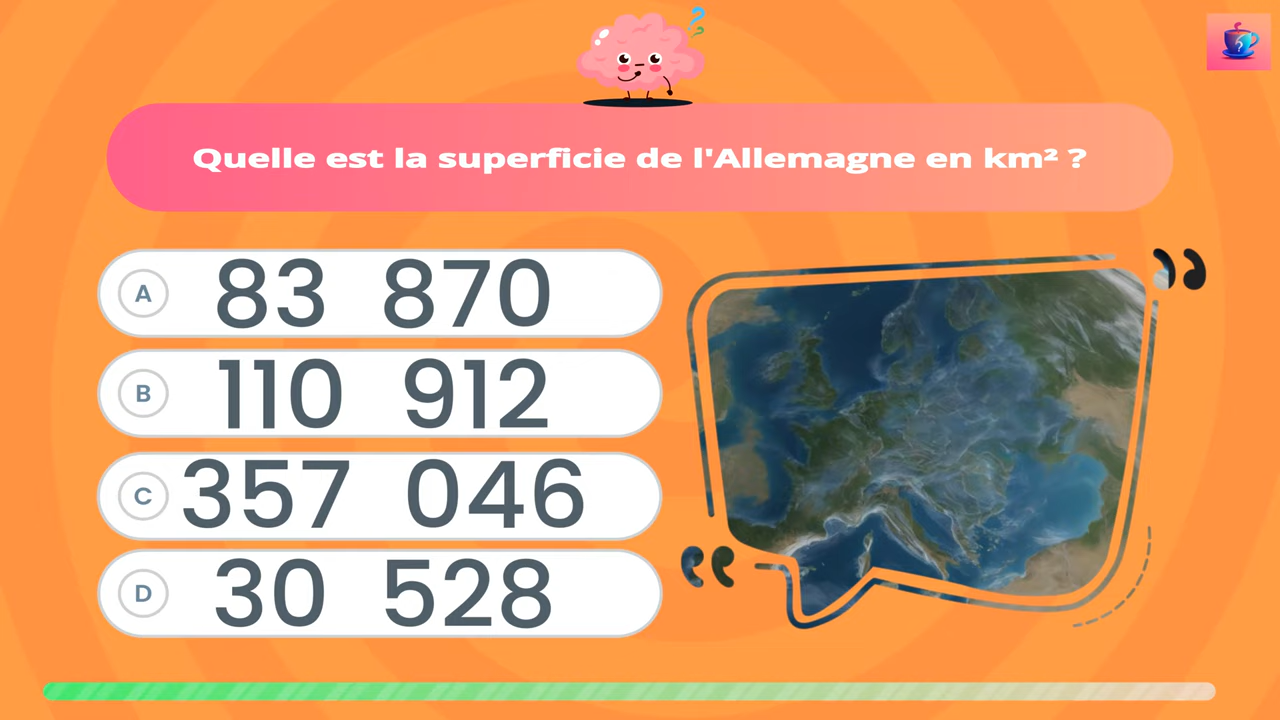 Quelle est la superficie de l'Allemagne en km² ?
A 83 870
B 110 912
C 357 046
D 30 528